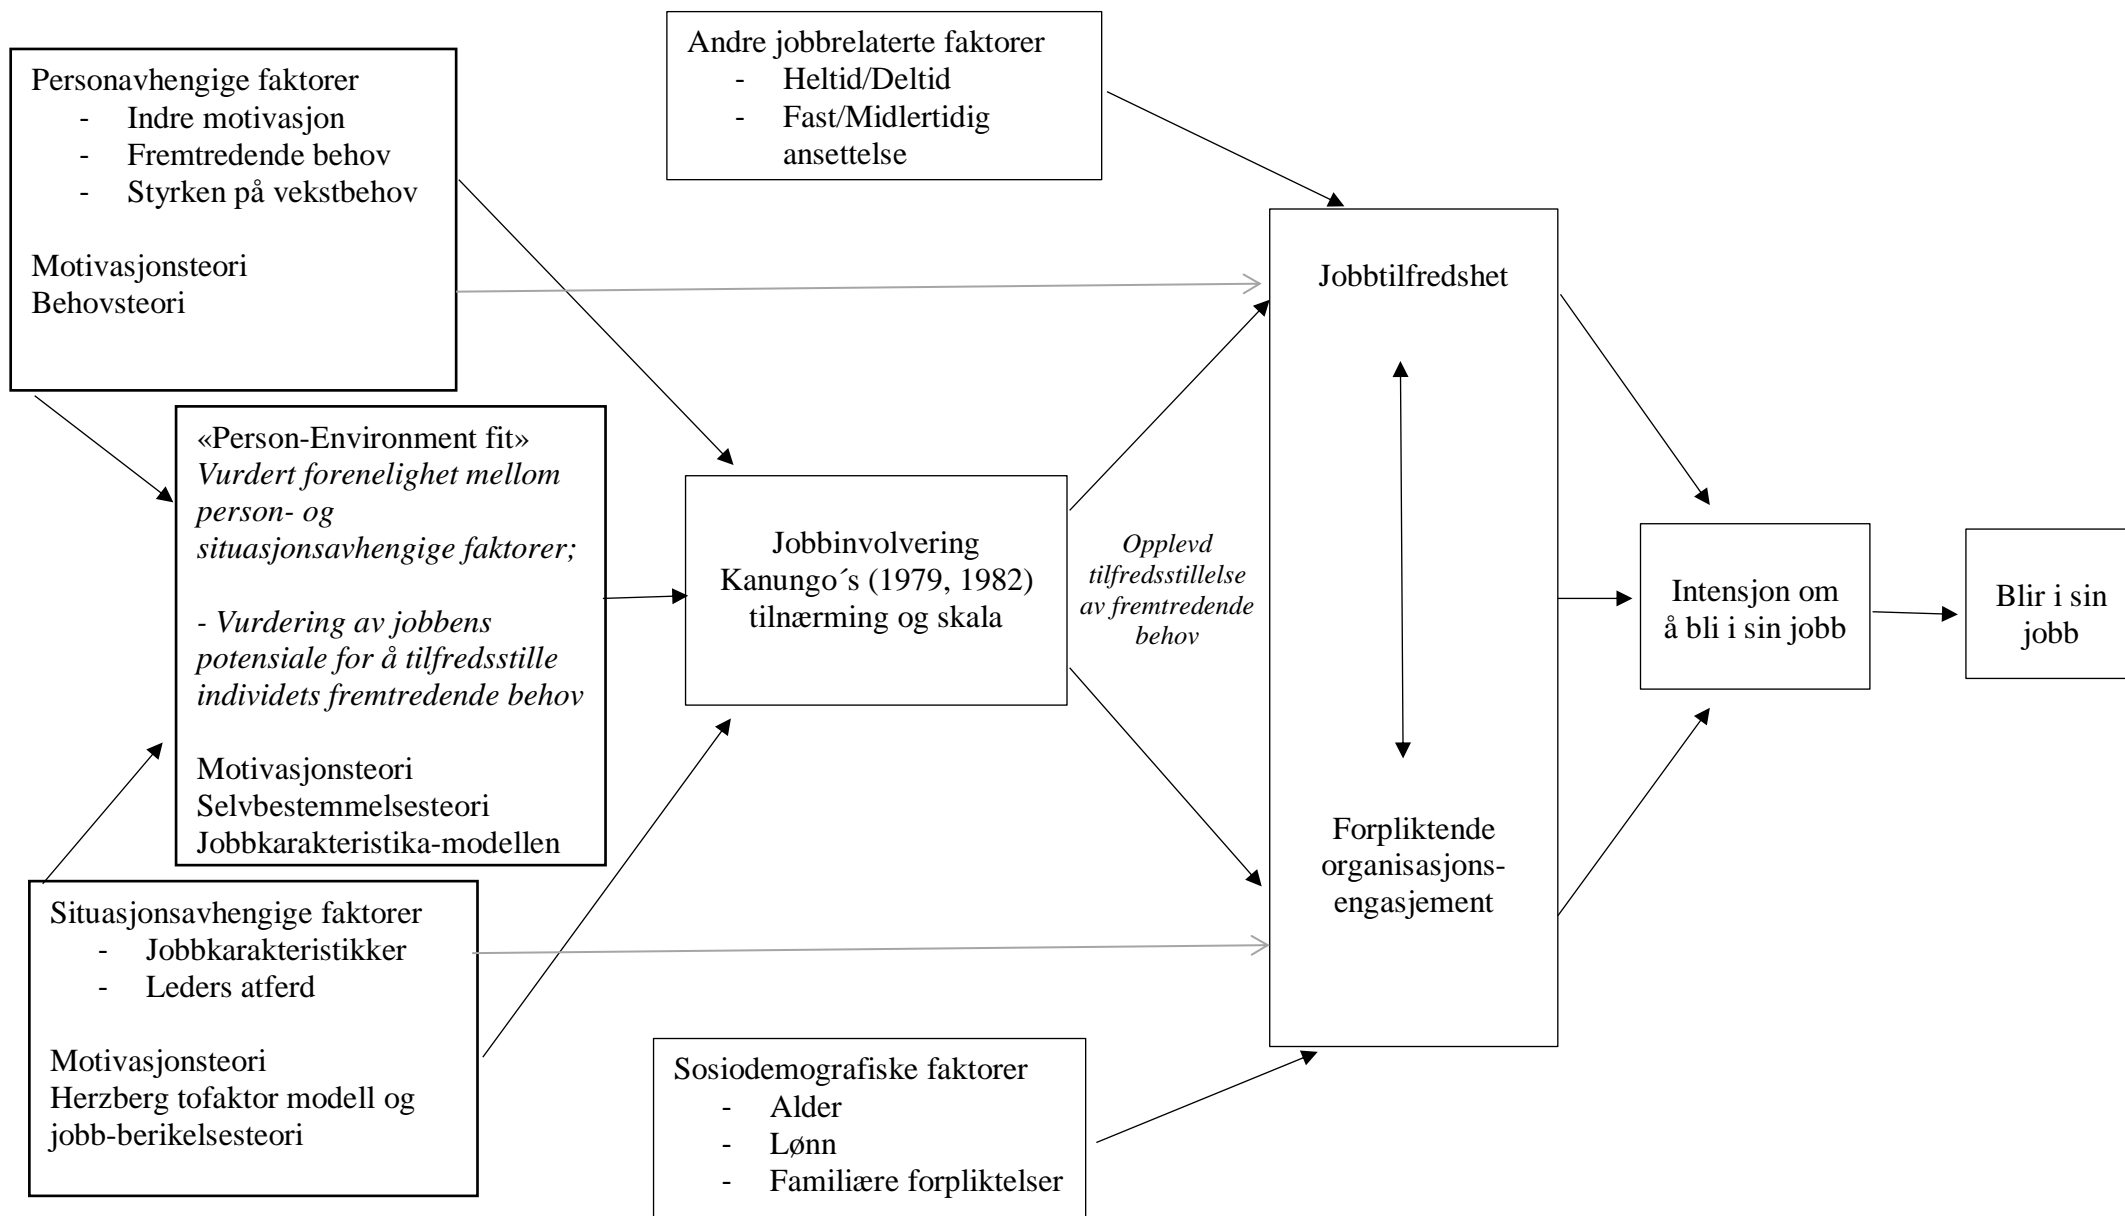 Andre jobbrelaterte faktorer
- Heltid/Deltid
- Fast/Midlertidig
ansettelse
Personavhengige faktorer
- Indre motivasjon
- Fremtredende behov
- Styrken på vekstbehov
Motivasjonsteori
Behovsteori
«Person-Environment fit»
Vurdert forenelighet mellom
person- og
situasjonsavhengige faktorer;
- Vurdering av jobbens
potensiale for å tilfredsstille
individets fremtredende behov
Motivasjonsteori
Selvbestemmelsesteori
Jobbkarakteristika-modellen
Situasjonsavhengige faktorer
- Jobbkarakteristikker
- Leders atferd
Motivasjonsteori
Herzberg tofaktor modell og
jobb-berikelsesteori
Jobbinvolvering
Kanungo´s (1979, 1982)
tilnærming og skala
Opplevd
tilfredsstillelse
av fremtredende
behov
Jobbtilfredshet
Forpliktende
organisasjons-
engasjement
Sosiodemografiske faktorer
- Alder
- Lønn
- Familiære forpliktelser
Intensjon om
å bli i sin jobb
Blir i sin
jobb